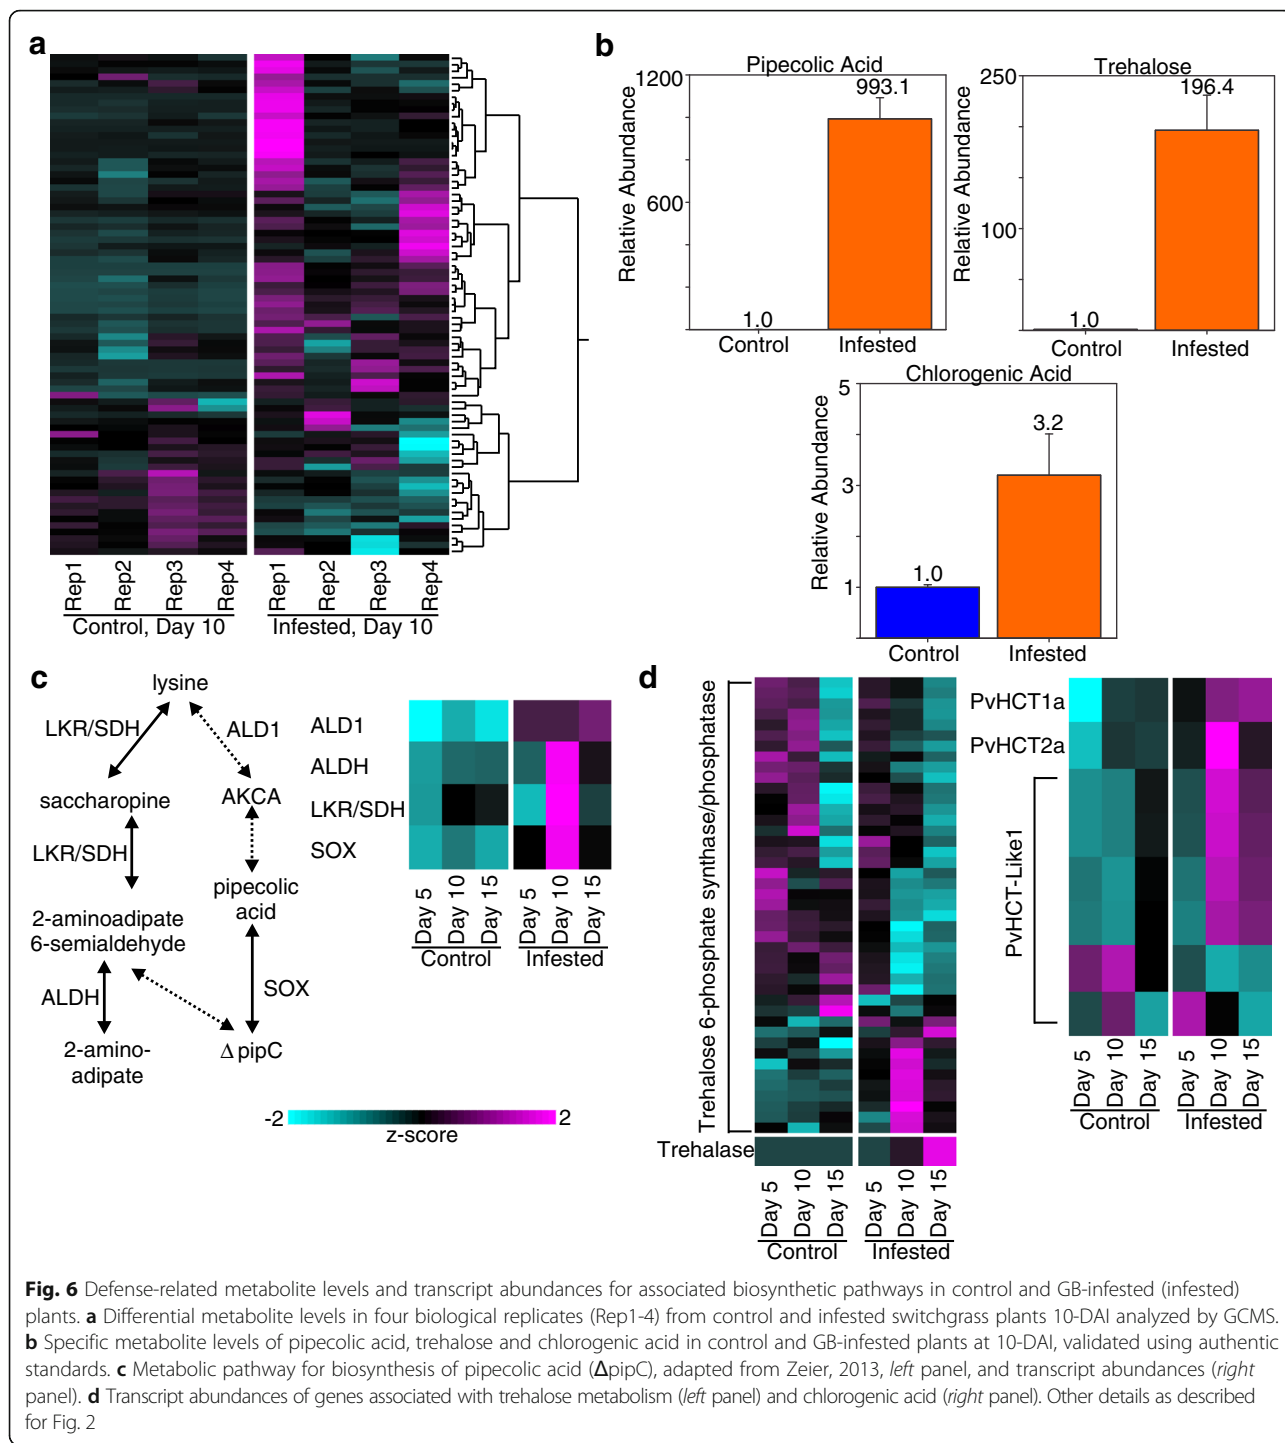 a
Rep1
Rep2
Rep3
Rep4
Rep1
Rep2
Rep3
Rep4
Control, Day 10
Infested, Day 10
b
Pipecolic Acid
1200
600
Relative Abundance
993.1
1.0
Control
Infested
Trehalose
250
100
Relative Abundance
196.4
1.0
Control
Infested
Chlorogenic Acid
5
3
1
Relative Abundance
3.2
1.0
Control
Infested
c
lysine
LKR/SDH
ALD1
saccharopine
AKCA
LKR/SDH
pipecolic
acid
2-aminoadipate
6-semialdehyde
ALDH
SOX
2-amino-
adipate
Δ pipC
ALD1
ALDH
LKR/SDH
SOX
Day 5
Day 10
Day 15
Day 5
Day 10
Day 15
Control
Infested
-2
2
z-score
d
Trehalose 6-phosphate synthase/phosphatase
Trehalase
Day 5
Day 10
Day 15
Day 5
Day 10
Day 15
Control
Infested
PvHCT1a
PvHCT2a
PvHCT-Like1
Day 5
Day 10
Day 15
Day 5
Day 10
Day 15
Control
Infested
Fig. 6 Defense-related metabolite levels and transcript abundances for associated biosynthetic pathways in control and GB-infested (infested)
plants. a Differential metabolite levels in four biological replicates (Rep1-4) from control and infested switchgrass plants 10-DAI analyzed by GCMS.
b Specific metabolite levels of pipecolic acid, trehalose and chlorogenic acid in control and GB-infested plants at 10-DAI, validated using authentic
standards. c Metabolic pathway for biosynthesis of pipecolic acid (ΔpipC), adapted from Zeier, 2013, left panel, and transcript abundances (right
panel). d Transcript abundances of genes associated with trehalose metabolism (left panel) and chlorogenic acid (right panel). Other details as described
for Fig. 2